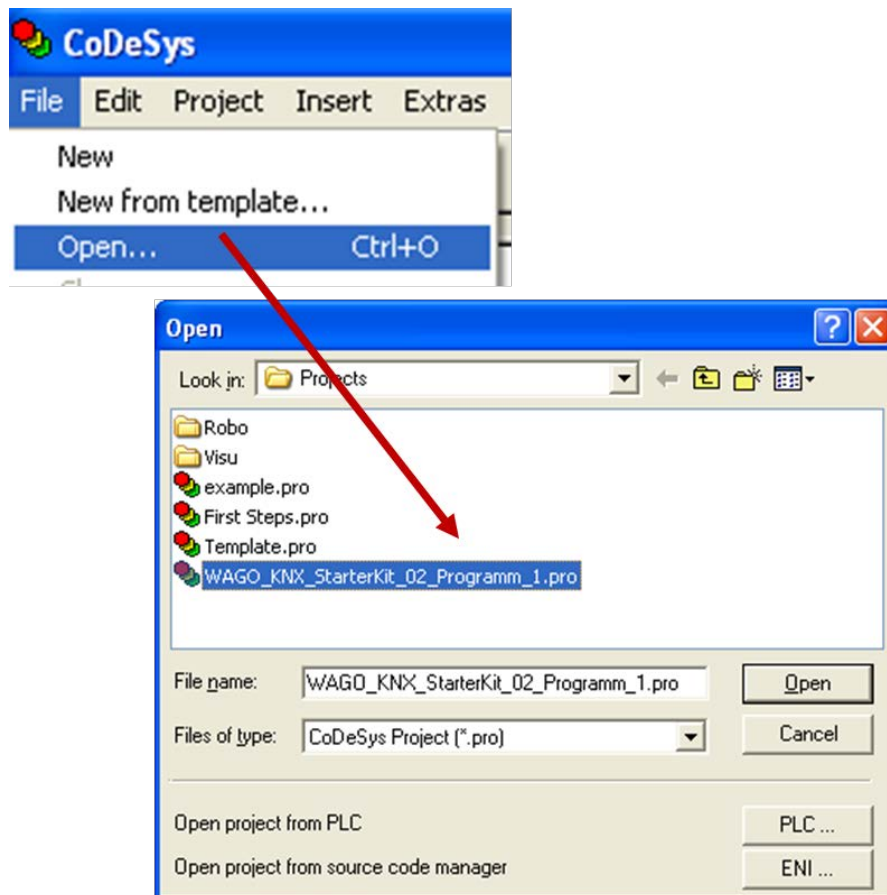 CoDeSys
File Edit Project Insert Extras
New
New from template...
Open... Ctrl+O
Open
Look in: Projects
Robo
Visu
example.pro
First Steps.pro
Template.pro
WAGO_KNX_StarterKit_02_Programm_1.pro
File name: WAGO_KNX_StarterKit_02_Programm_1.pro Open
Files of type: CoDeSys Project (*.pro) Cancel
Open project from PLC PLC ...
Open project from source code manager ENI ...